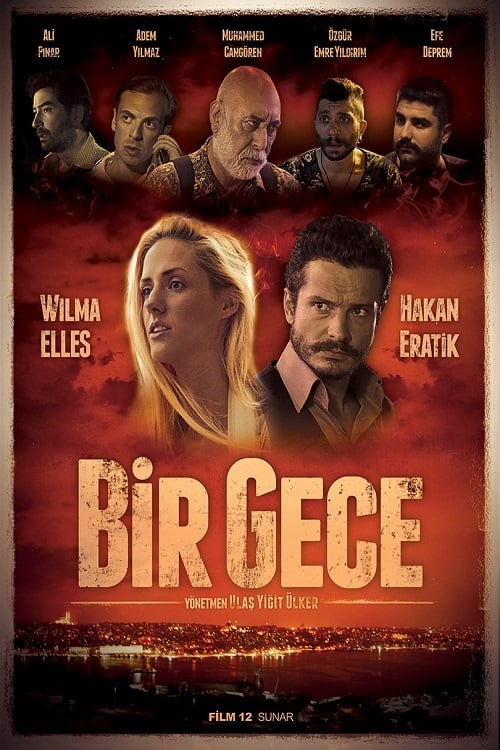 ALİ
PINAR
ADEM
YILMAZ
MUHAMMED
CANGÖREN
ÖZGÜR
EMRE YILDIRIM
EFE
DEPREM
WILMA
ELLES
HAKAN
ERATİK
BİR GECE
YÖNETMEN ULAŞ YİĞİT ÜLKER
FİLM 12 SUNAR